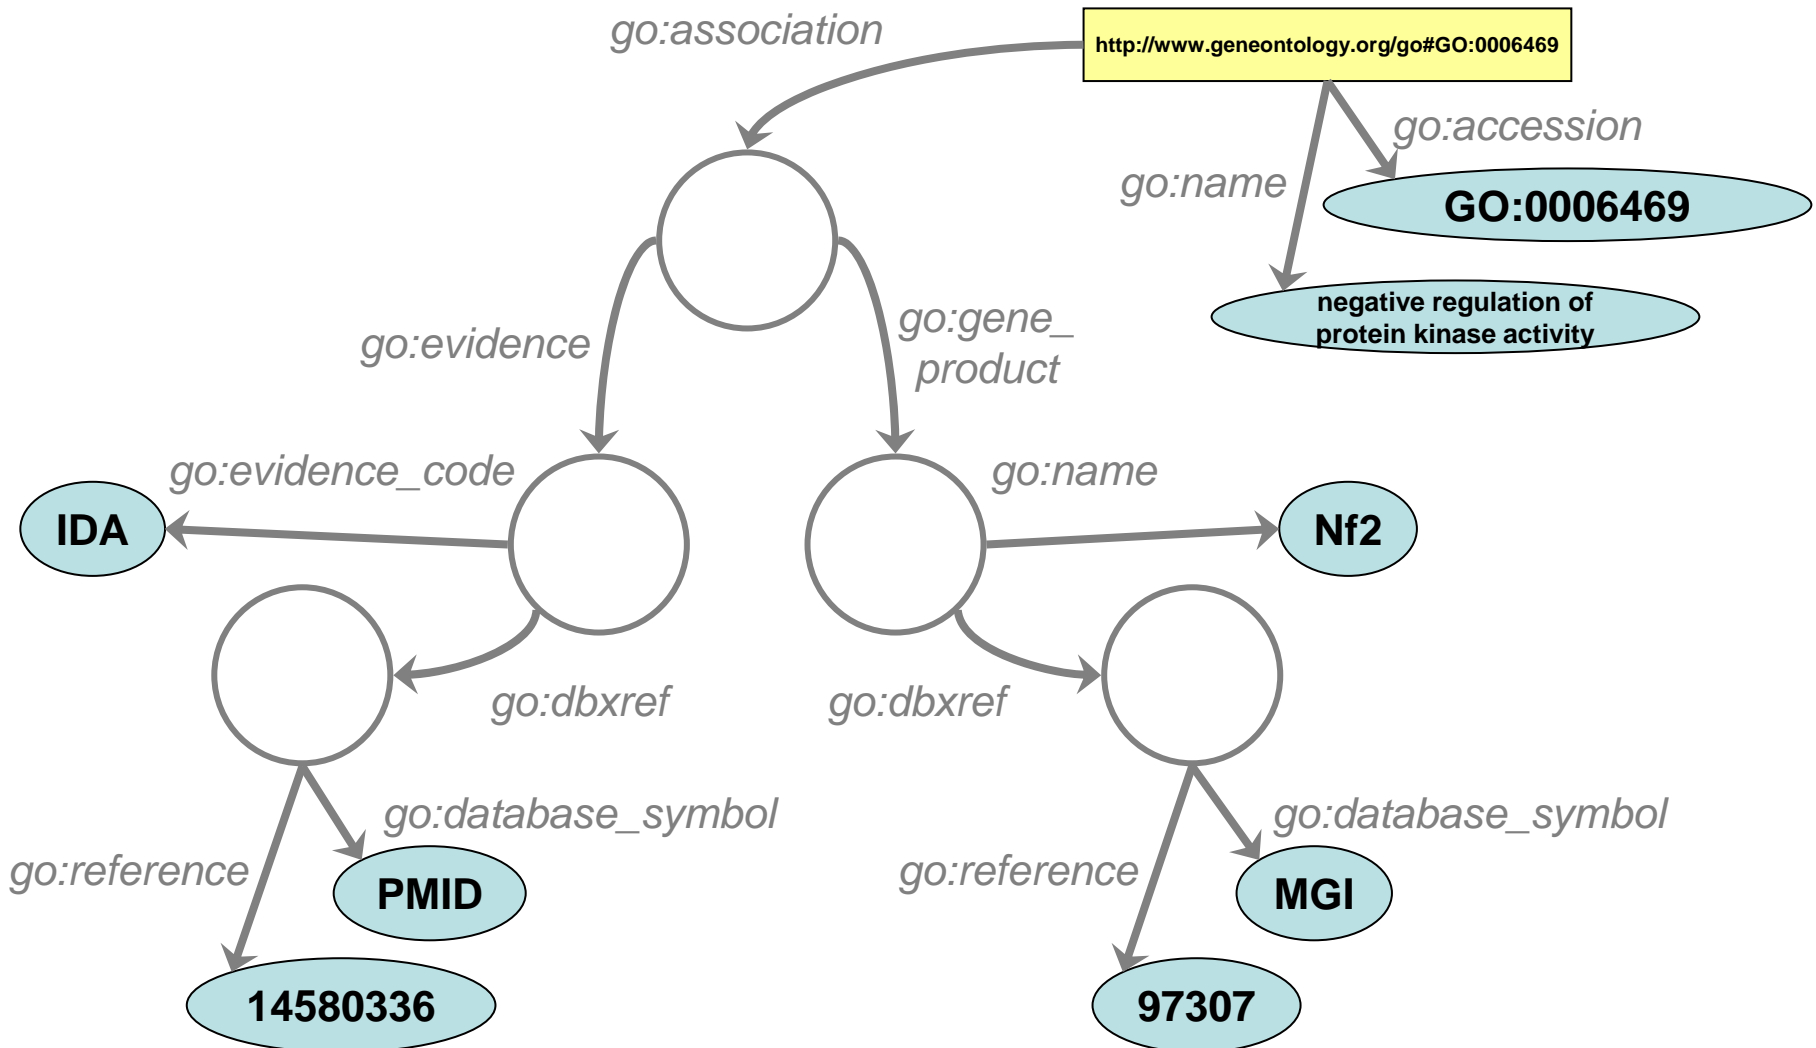 go:association
http://www.geneontology.org/go#GO:0006469
go:accession
go:name
GO:0006469
negative regulation of
protein kinase activity
go:evidence
go:gene_
product
go:evidence_code
go:name
IDA
Nf2
go:dbxref
go:dbxref
go:database_symbol
go:database_symbol
go:reference
go:reference
PMID
MGI
14580336
97307